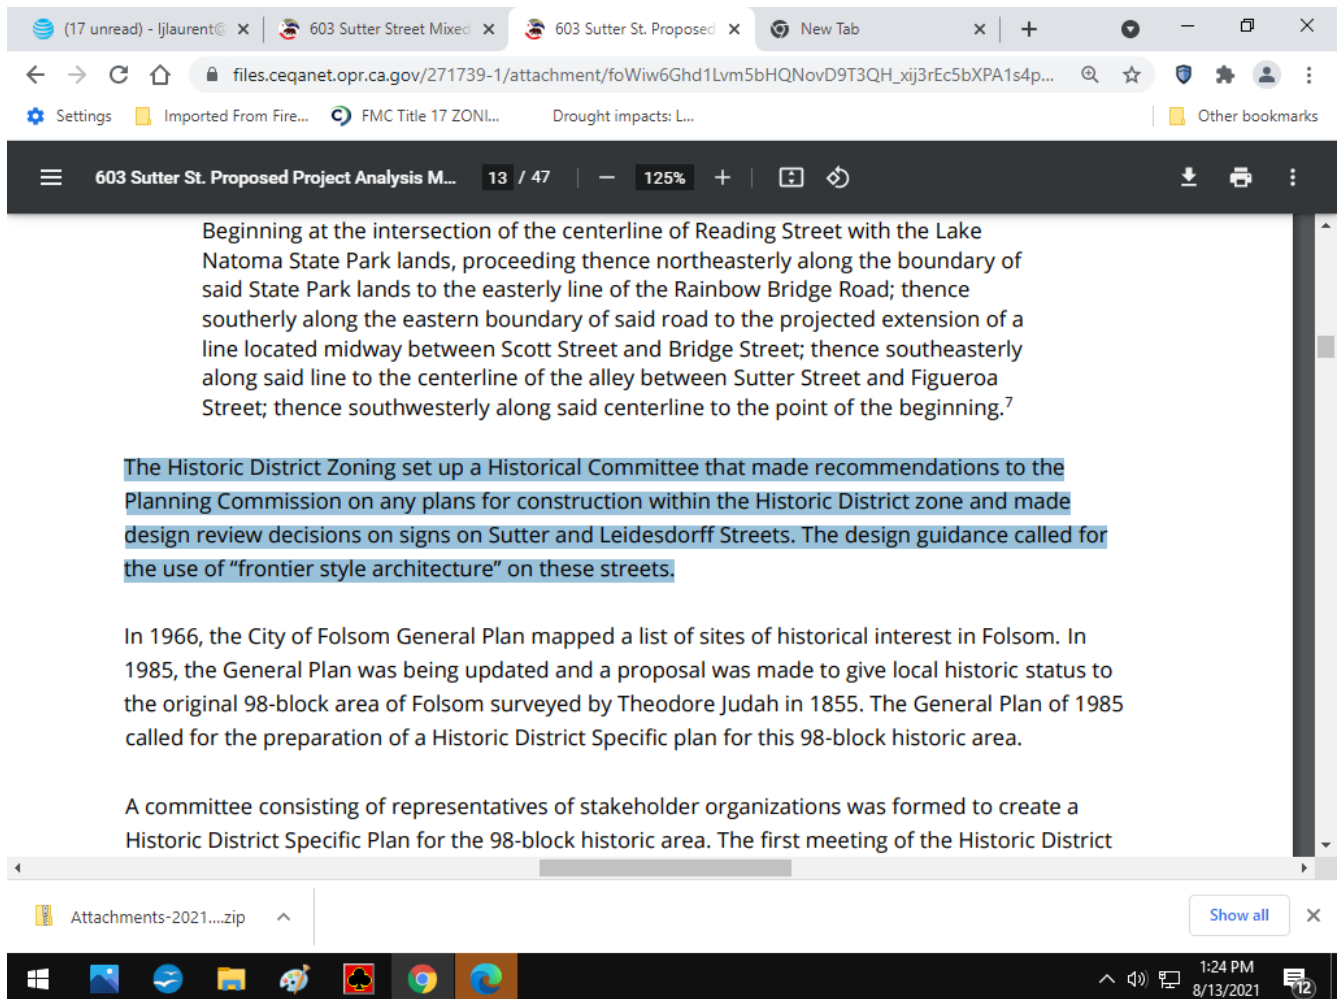 (17 unread) - ljlaurent@
603 Sutter Street Mixed
603 Sutter St. Proposed
New Tab
files.ceqanet.opr.ca.gov/271739-1/attachment/foWiw6Ghd1Lvm5bHQNovD9T3QH_xij3rEc5bXPA1s4p...
Settings
Imported From Fire...
FMC Title 17 ZONI...
Drought impacts: L...
Other bookmarks
603 Sutter St. Proposed Project Analysis M...
13 / 47
125%
Beginning at the intersection of the centerline of Reading Street with the Lake
Natoma State Park lands, proceeding thence northeasterly along the boundary of
said State Park lands to the easterly line of the Rainbow Bridge Road; thence
southerly along the eastern boundary of said road to the projected extension of a
line located midway between Scott Street and Bridge Street; thence southeasterly
along said line to the centerline of the alley between Sutter Street and Figueroa
Street; thence southwesterly along said centerline to the point of the beginning.7
The Historic District Zoning set up a Historical Committee that made recommendations to the
Planning Commission on any plans for construction within the Historic District zone and made
design review decisions on signs on Sutter and Leidesdorff Streets. The design guidance called for
the use of “frontier style architecture” on these streets.
In 1966, the City of Folsom General Plan mapped a list of sites of historical interest in Folsom. In
1985, the General Plan was being updated and a proposal was made to give local historic status to
the original 98-block area of Folsom surveyed by Theodore Judah in 1855. The General Plan of 1985
called for the preparation of a Historic District Specific plan for this 98-block historic area.
A committee consisting of representatives of stakeholder organizations was formed to create a
Historic District Specific Plan for the 98-block historic area. The first meeting of the Historic District
Attachments-2021....zip
Show all
1:24 PM
8/13/2021
12